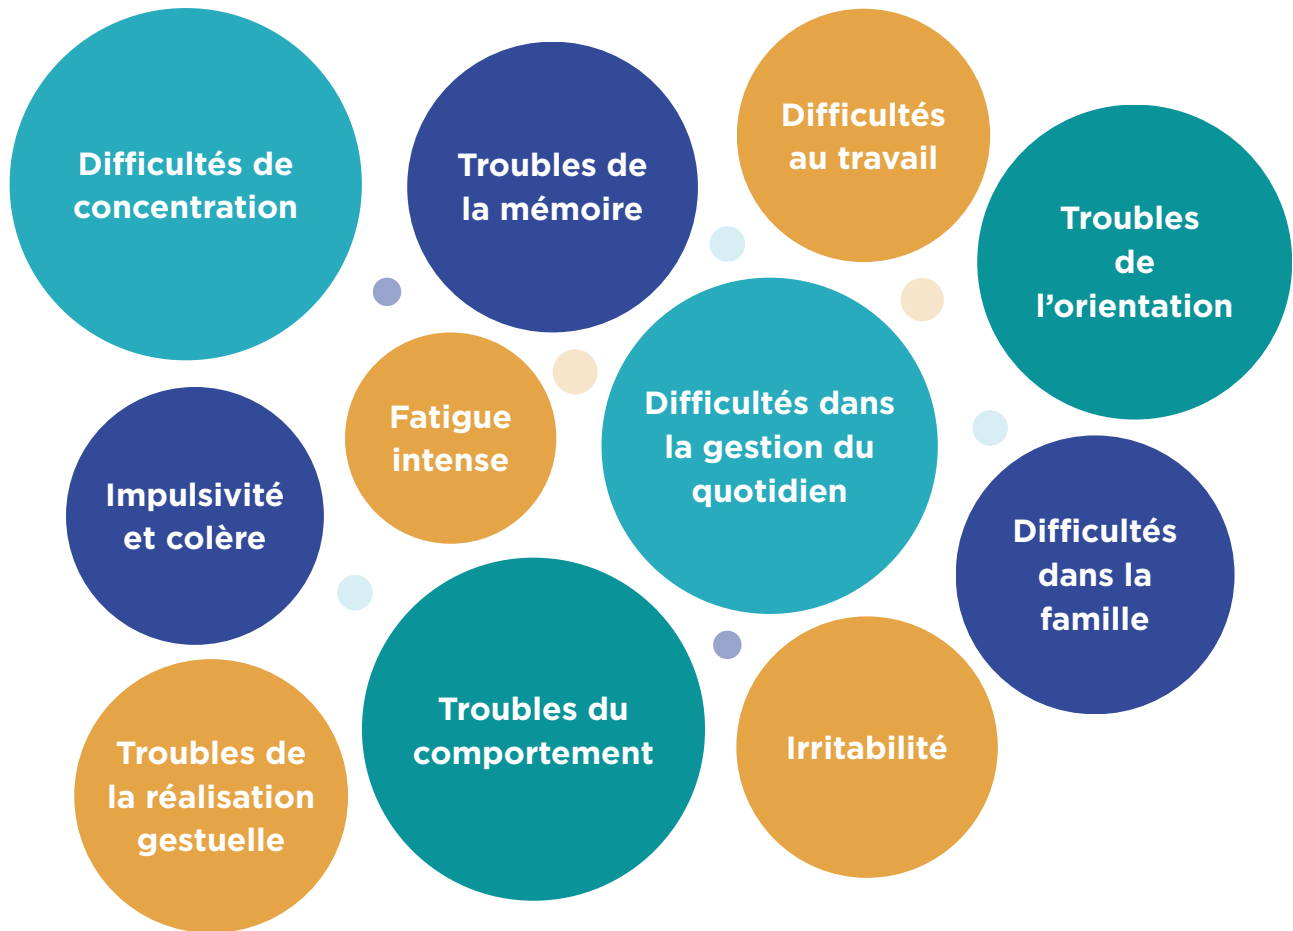 Difficultés de
concentration
Troubles de
la mémoire
Difficultés
au travail
Troubles
de
l’orientation
Fatigue
intense
Difficultés dans
la gestion du
quotidien
Impulsivité
et colère
Difficultés
dans la
famille
Troubles de
la réalisation
gestuelle
Troubles du
comportement
Irritabilité